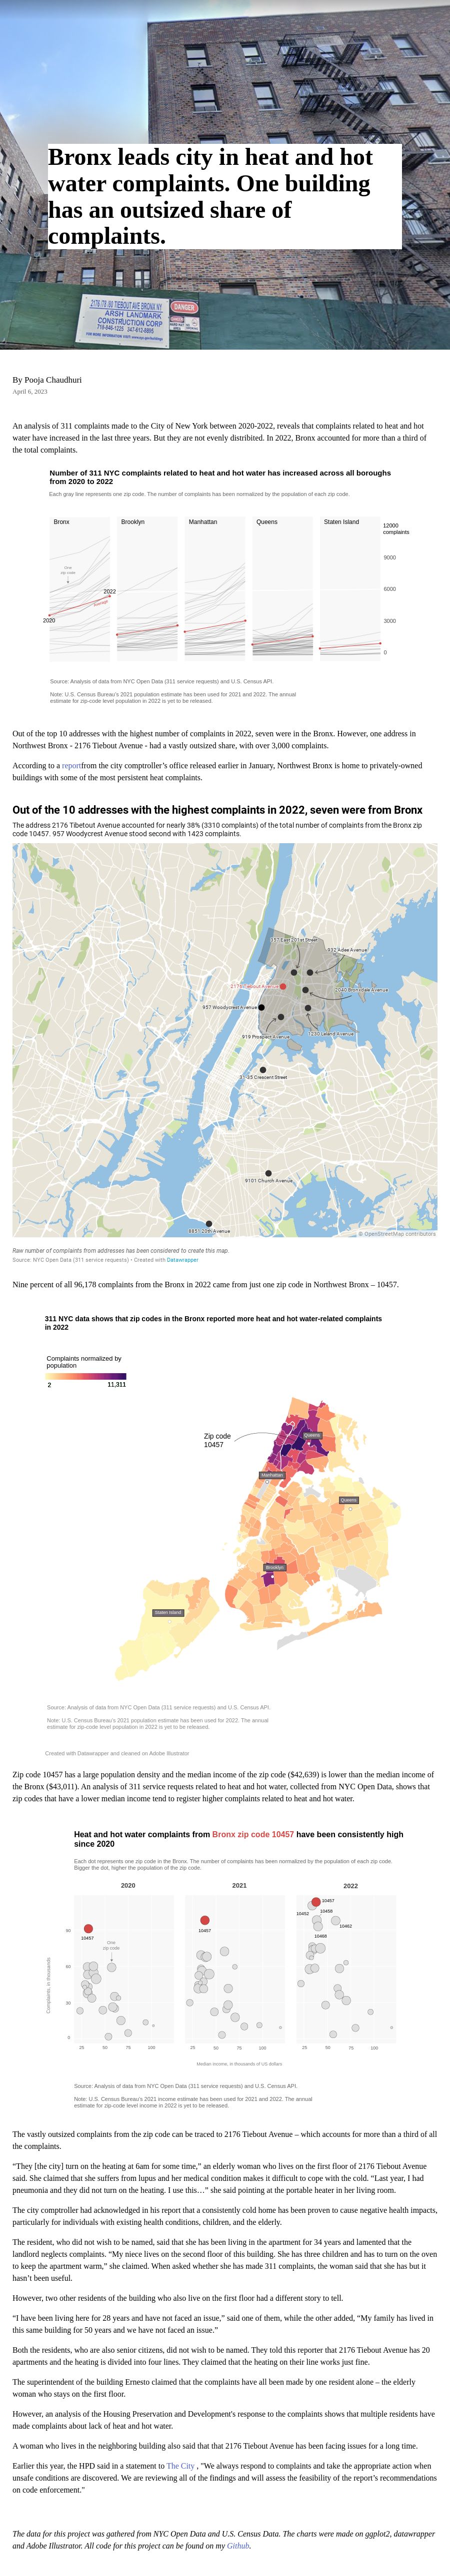 Bronx leads city in heat and hot
water complaints. One building
has an outsized share of
complaints.
2176/78/80 TIEBOUT AVE BRONX NY
ARSH LANDMARK
CONSTRUCTION CORP
DANGER
By Pooja Chaudhuri
April 6, 2023
An analysis of 311 complaints made to the City of New York between 2020-2022, reveals that complaints related to heat and hot
water have increased in the last three years. But they are not evenly distribited. In 2022, Bronx accounted for more than a third of
the total complaints.
Number of 311 NYC complaints related to heat and hot water has increased across all boroughs
from 2020 to 2022
Each gray line represents one zip code. The number of complaints has been normalized by the population of each zip code.
Bronx
Brooklyn
Manhattan
Queens
Staten Island
12000
complaints
9000
6000
3000
0
One
zip code
2022
Average
2020
Source: Analysis of data from NYC Open Data (311 service requests) and U.S. Census API.
Note: U.S. Census Bureau's 2021 population estimate has been used for 2021 and 2022. The annual
estimate for zip-code level population in 2022 is yet to be released.
Out of the top 10 addresses with the highest number of complaints in 2022, seven were in the Bronx. However, one address in
Northwest Bronx - 2176 Tiebout Avenue - had a vastly outsized share, with over 3,000 complaints.
According to a reportfrom the city comptroller’s office released earlier in January, Northwest Bronx is home to privately-owned
buildings with some of the most persistent heat complaints.
Out of the 10 addresses with the highest complaints in 2022, seven were from Bronx
The address 2176 Tibetout Avenue accounted for nearly 38% (3310 complaints) of the total number of complaints from the Bronx zip
code 10457. 957 Woodycrest Avenue stood second with 1423 complaints.
357 East 201st Street
932 Adee Avenue
2176 Tiebout Avenue
2040 Bronxdale Avenue
957 Woodycrest Avenue
1230 Leland Avenue
919 Prospect Avenue
31-35 Crescent Street
9101 Church Avenue
8831 20th Avenue
© OpenStreetMap contributors
Raw number of complaints from addresses has been considered to create this map.
Source: NYC Open Data (311 service requests) • Created with Datawrapper
Nine percent of all 96,178 complaints from the Bronx in 2022 came from just one zip code in Northwest Bronx – 10457.
311 NYC data shows that zip codes in the Bronx reported more heat and hot water-related complaints
in 2022
Complaints normalized by
population
2
11,311
Zip code
10457
Queens
Manhattan
Queens
Brooklyn
Staten Island
Source: Analysis of data from NYC Open Data (311 service requests) and U.S. Census API.
Note: U.S. Census Bureau's 2021 population estimate has been used for 2022. The annual
estimate for zip-code level population in 2022 is yet to be released.
Created with Datawrapper and cleaned on Adobe Illustrator
Zip code 10457 has a large population density and the median income of the zip code ($42,639) is lower than the median income of
the Bronx ($43,011). An analysis of 311 service requests related to heat and hot water, collected from NYC Open Data, shows that
zip codes that have a lower median income tend to register higher complaints related to heat and hot water.
Heat and hot water complaints from Bronx zip code 10457 have been consistently high
since 2020
Each dot represents one zip code in the Bronx. The number of complaints has been normalized by the population of each zip code.
Bigger the dot, higher the population of the zip code.
2020
2021
2022
10457
One
zip code
10457
10457
10452
10458
10462
10468
90
60
30
0
Complaints, in thousands
25 50 75 100
25 50 75 100
25 50 75 100
Median income, in thousands of US dollars
Source: Analysis of data from NYC Open Data (311 service requests) and U.S. Census API.
Note: U.S. Census Bureau's 2021 income estimate has been used for 2021 and 2022. The annual
estimate for zip-code level income in 2022 is yet to be released.
The vastly outsized complaints from the zip code can be traced to 2176 Tiebout Avenue – which accounts for more than a third of all
the complaints.
“They [the city] turn on the heating at 6am for some time,” an elderly woman who lives on the first floor of 2176 Tiebout Avenue
said. She claimed that she suffers from lupus and her medical condition makes it difficult to cope with the cold. “Last year, I had
pneumonia and they did not turn on the heating. I use this…” she said pointing at the portable heater in her living room.
The city comptroller had acknowledged in his report that a consistently cold home has been proven to cause negative health impacts,
particularly for individuals with existing health conditions, children, and the elderly.
The resident, who did not wish to be named, said that she has been living in the apartment for 34 years and lamented that the
landlord neglects complaints. “My niece lives on the second floor of this building. She has three children and has to turn on the oven
to keep the apartment warm,” she claimed. When asked whether she has made 311 complaints, the woman said that she has but it
hasn’t been useful.
However, two other residents of the building who also live on the first floor had a different story to tell.
“I have been living here for 28 years and have not faced an issue,” said one of them, while the other added, “My family has lived in
this same building for 50 years and we have not faced an issue.”
Both the residents, who are also senior citizens, did not wish to be named. They told this reporter that 2176 Tiebout Avenue has 20
apartments and the heating is divided into four lines. They claimed that the heating on their line works just fine.
The superintendent of the building Ernesto claimed that the complaints have all been made by one resident alone – the elderly
woman who stays on the first floor.
However, an analysis of the Housing Preservation and Development's response to the complaints shows that multiple residents have
made complaints about lack of heat and hot water.
A woman who lives in the neighboring building also said that that 2176 Tiebout Avenue has been facing issues for a long time.
Earlier this year, the HPD said in a statement to The City , "We always respond to complaints and take the appropriate action when
unsafe conditions are discovered. We are reviewing all of the findings and will assess the feasibility of the report’s recommendations
on code enforcement."
The data for this project was gathered from NYC Open Data and U.S. Census Data. The charts were made on ggplot2, datawrapper
and Adobe Illustrator. All code for this project can be found on my Github.